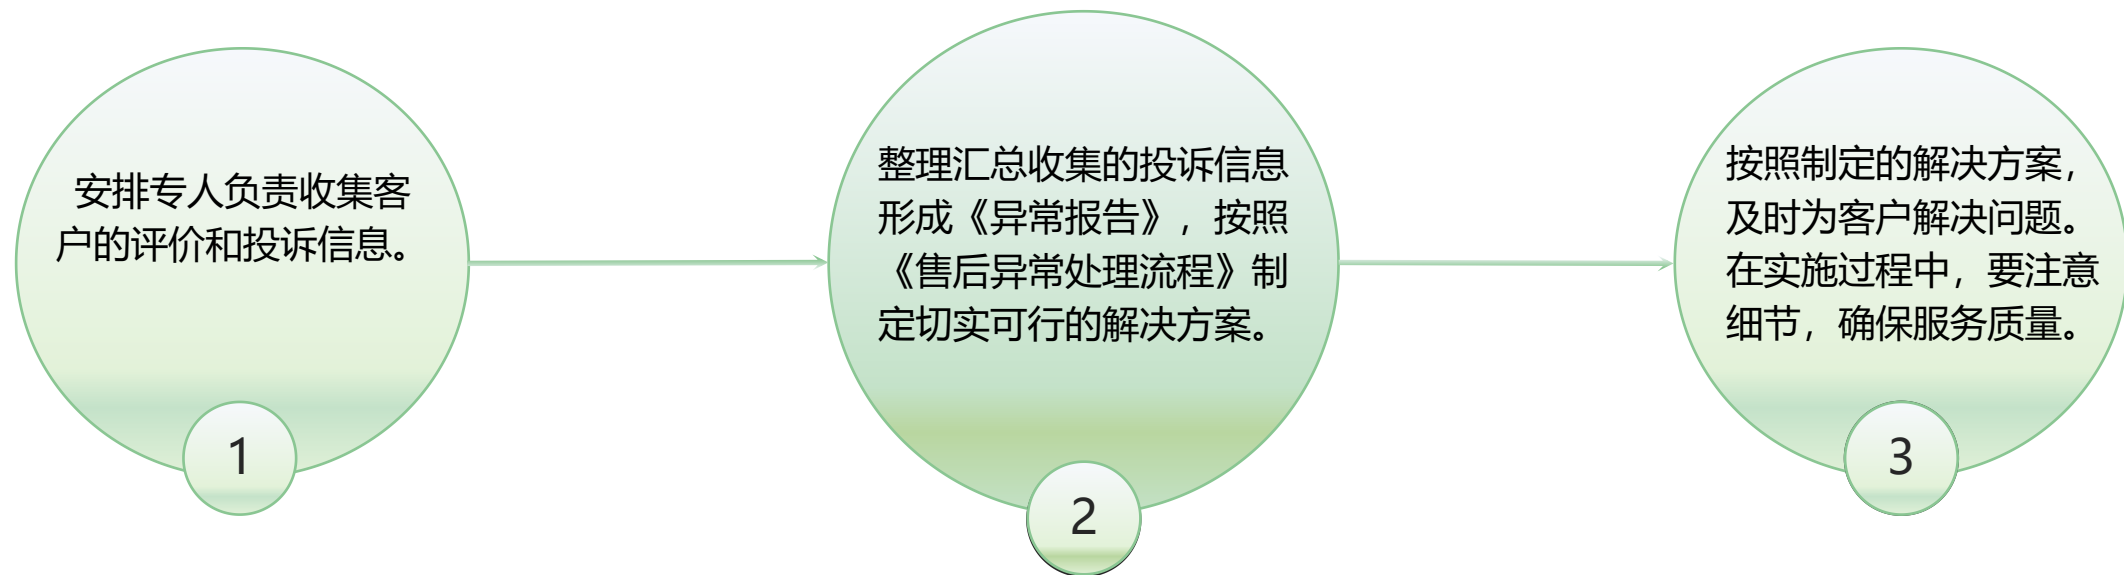 安排专人负责收集客
户的评价和投诉信息。
1
整理汇总收集的投诉信息
形成《异常报告》，按照
《售后异常处理流程》制
定切实可行的解决方案。
2
按照制定的解决方案，
及时为客户解决问题。
在实施过程中，要注意
细节，确保服务质量。
3